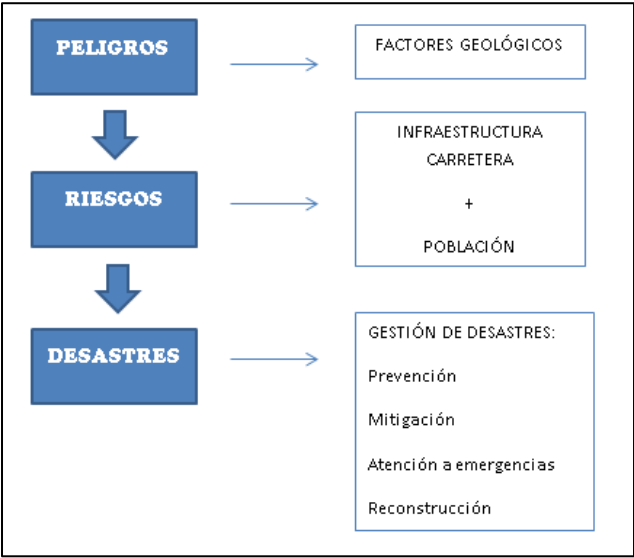 PELIGROS
FACTORES GEOLÓGICOS
INFRAESTRUCTURA
CARRETERA
+
POBLACIÓN
RIESGOS
DESASTRES
GESTIÓN DE DESASTRES:
Prevención
Mitigación
Atención a emergencias
Reconstrucción